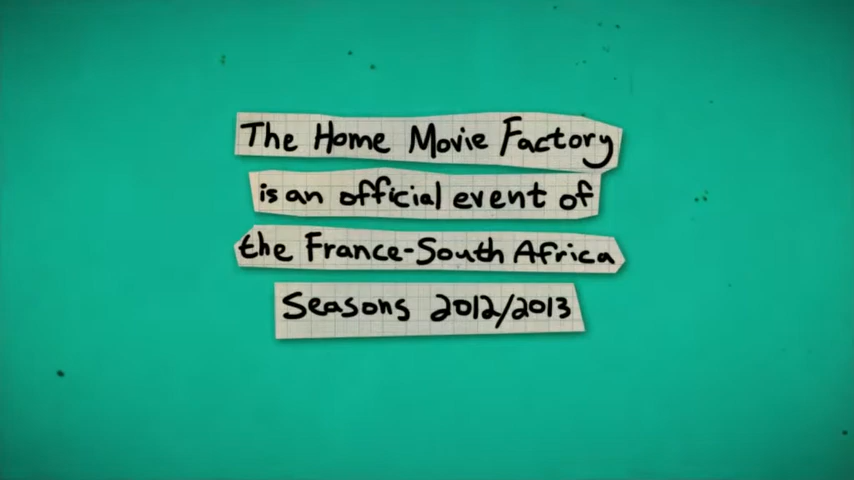 The Home Movie Factory
is an official event of
the France-South Africa
Seasons 2012/2013